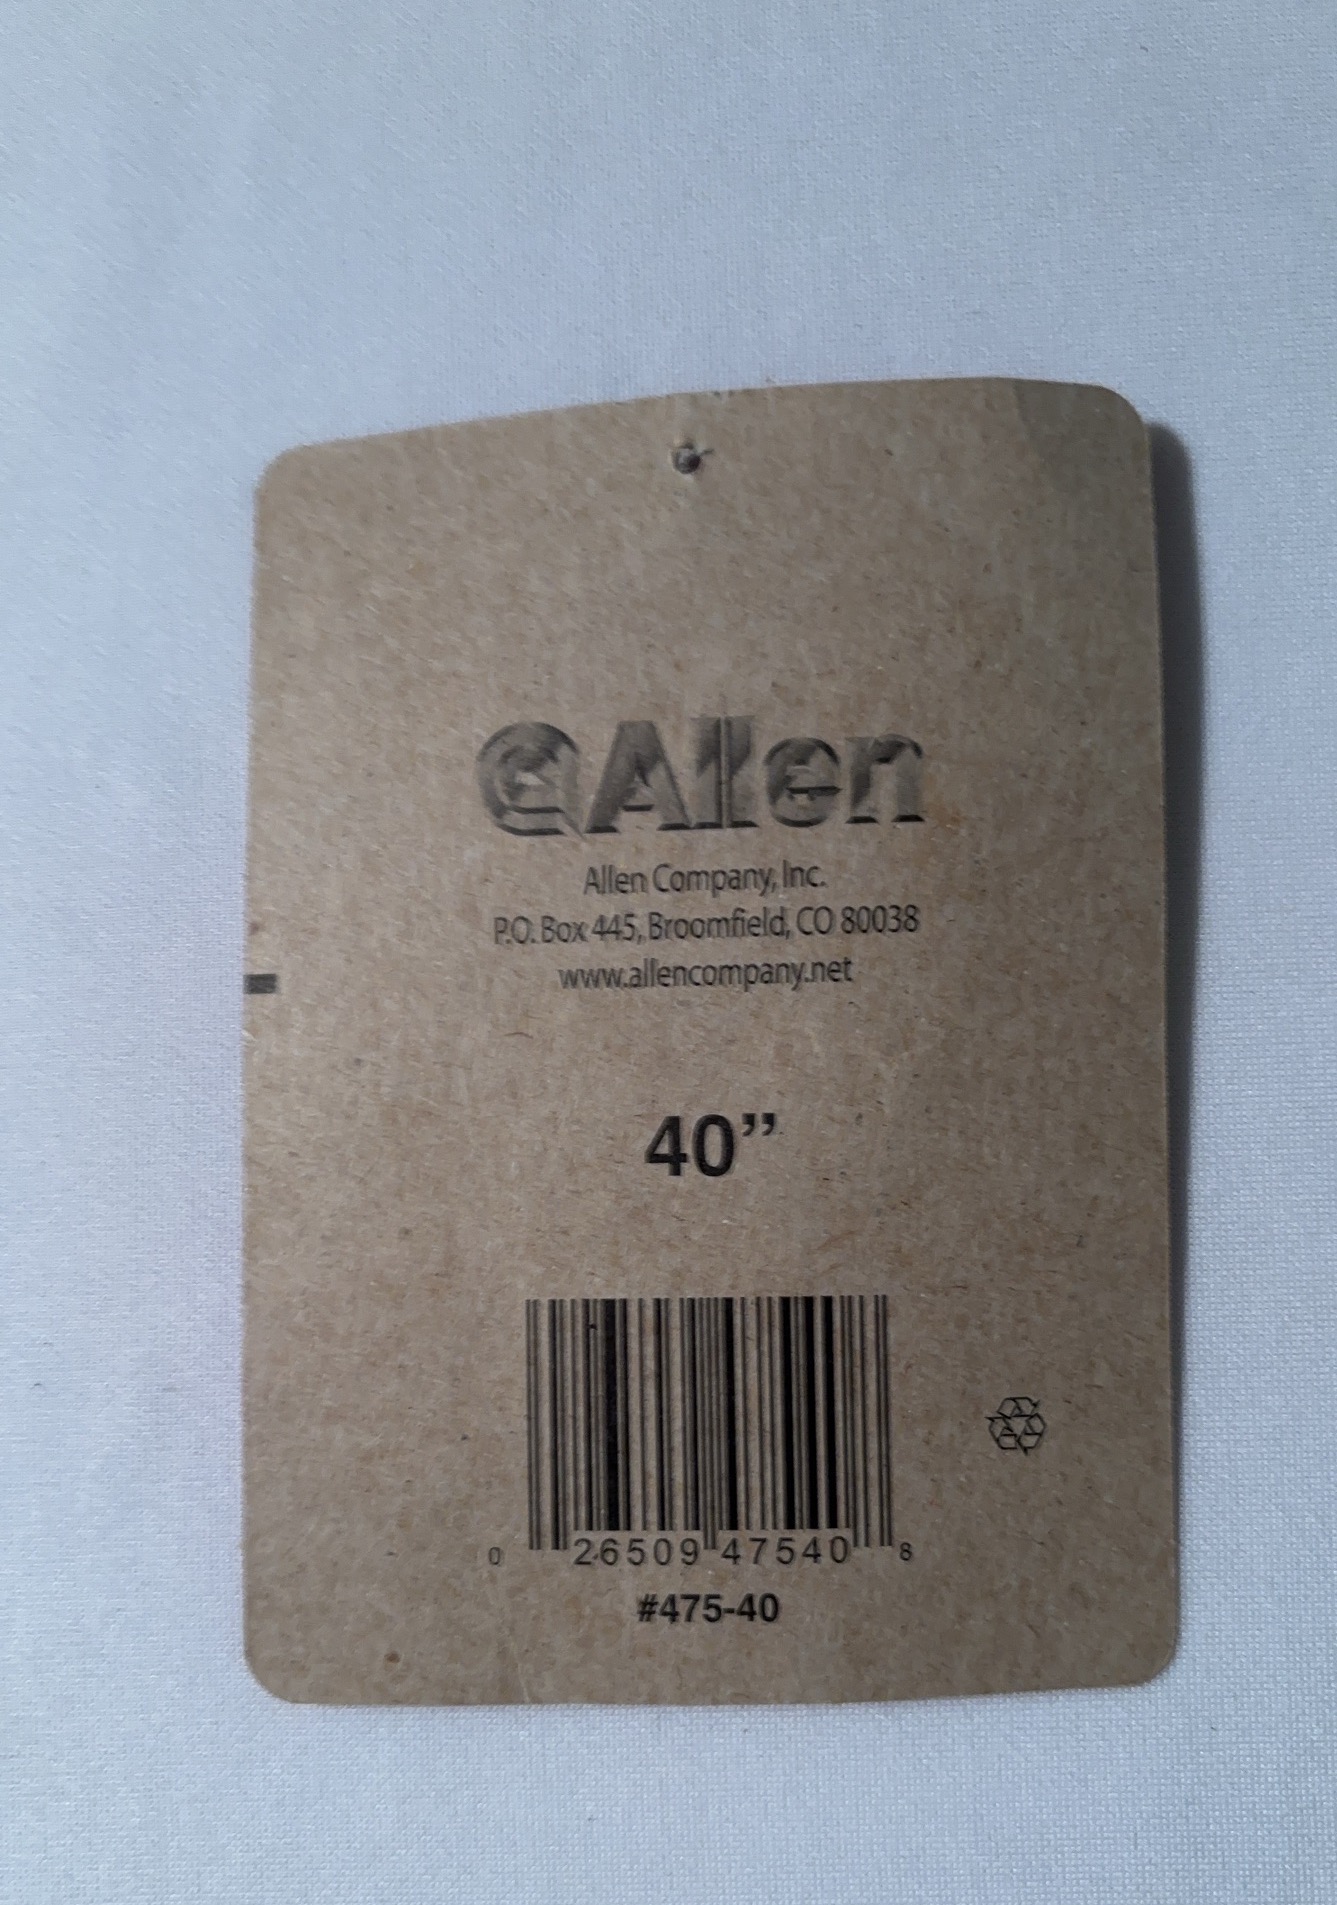 Allen
Allen Company, Inc.
P.O. Box 445, Broomfield, CO 80038
www.allencompany.net
40”
0 26509 47540 8
#475-40